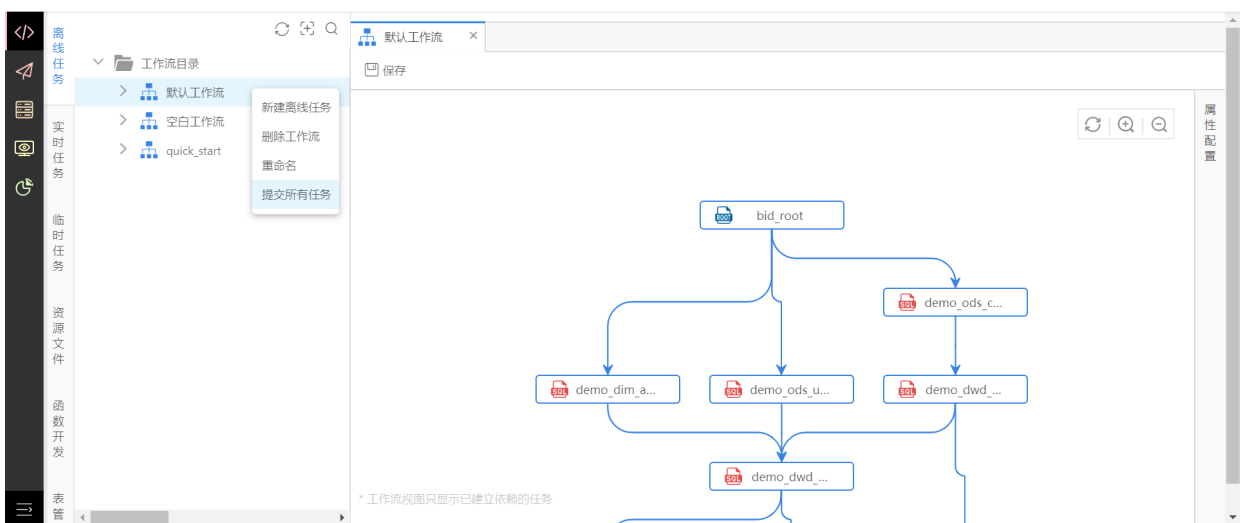 离线任务
实时任务
临时任务
资源文件
函数开发
表管
工作流目录
默认工作流
空白工作流
quick_start
新建离线任务
删除工作流
重命名
提交所有任务
默认工作流
保存
属性配置
bid_root
demo_ods_c...
demo_dim_a...
demo_ods_u...
demo_dwd_...
demo_dwd_...
* 工作流视图只显示已建立依赖的任务